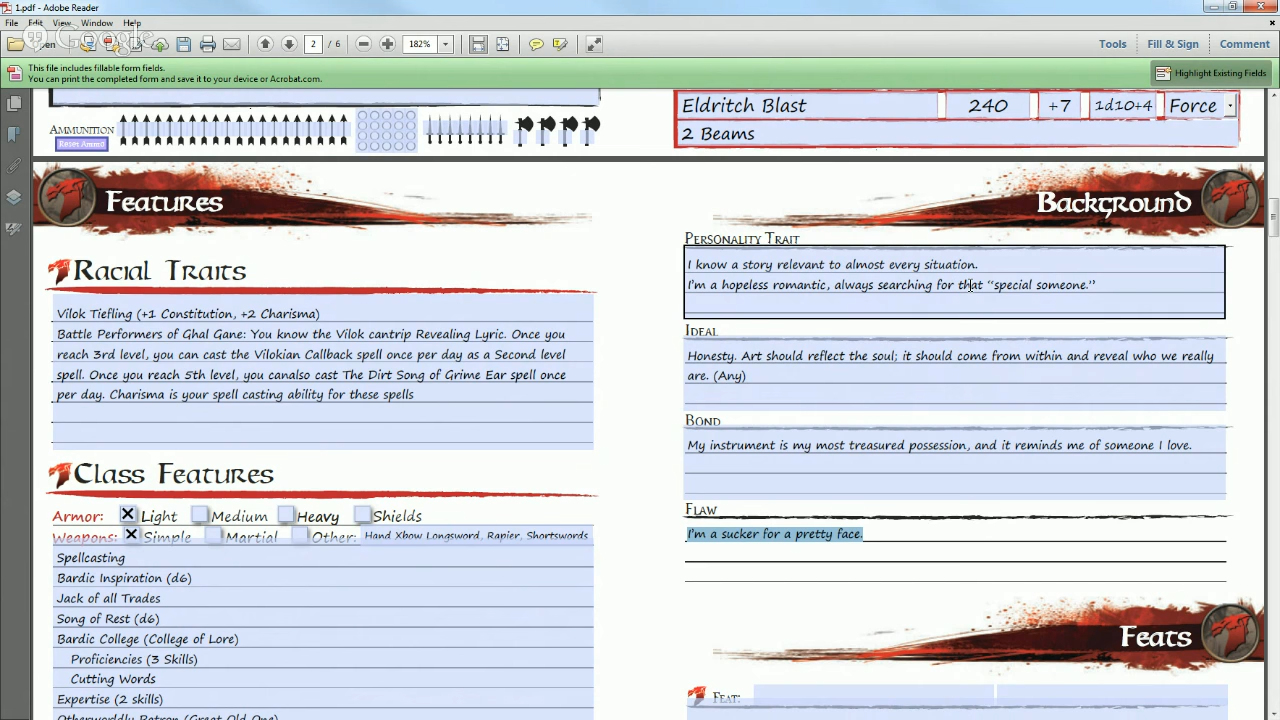 1.pdf - Adobe Reader
File Edit View Window Help
Google
2 / 6 182% Tools Fill & Sign Comment
This file includes fillable form fields.
You can print the completed form and save it to your device or Acrobat.com.
Highlight Existing Fields
Ammunition
Reset Ammo
Eldritch Blast 240 +7 1d10+4 Force
2 Beams
Features
Racial Traits
Vilok Tiefling (+1 Constitution, +2 Charisma)
Battle Performers of Ghal Gane: You know the Vilok cantrip Revealing Lyric. Once you
reach 3rd level, you can cast the Vilokian Callback spell once per day as a Second level
spell. Once you reach 5th level, you canalso cast The Dirt Song of Grime Ear spell once
per day. Charisma is your spell casting ability for these spells
Class Features
Armor: Light Medium Heavy Shields
Weapons: Simple Martial Other: Hand Xbow Longsword, Rapier, Shortswords
Spellcasting
Bardic Inspiration (d6)
Jack of all Trades
Song of Rest (d6)
Bardic College (College of Lore)
Proficiencies (3 Skills)
Cutting Words
Expertise (2 skills)
Otherworldly Patron (Great Old One)
Background
Personality Trait
I know a story relevant to almost every situation.
I'm a hopeless romantic, always searching for that “special someone.”
Ideal
Honesty. Art should reflect the soul; it should come from within and reveal who we really
are. (Any)
Bond
My instrument is my most treasured possession, and it reminds me of someone I love.
Flaw
I'm a sucker for a pretty face.
Feats
Feat: